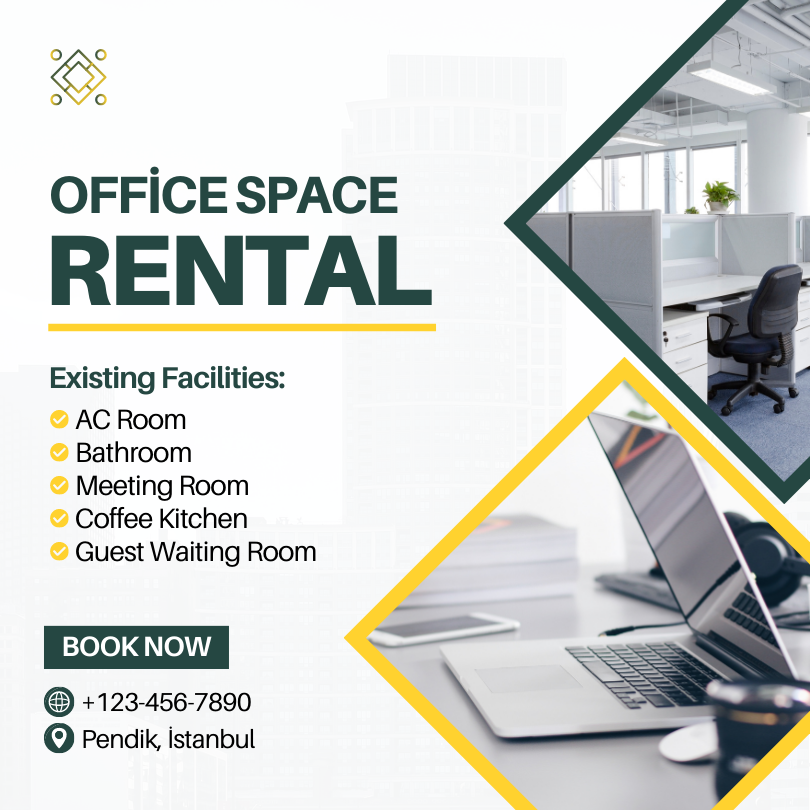 OFFİCE SPACE
RENTAL
Existing Facilities:
AC Room
Bathroom
Meeting Room
Coffee Kitchen
Guest Waiting Room
BOOK NOW
+123-456-7890
Pendik, İstanbul